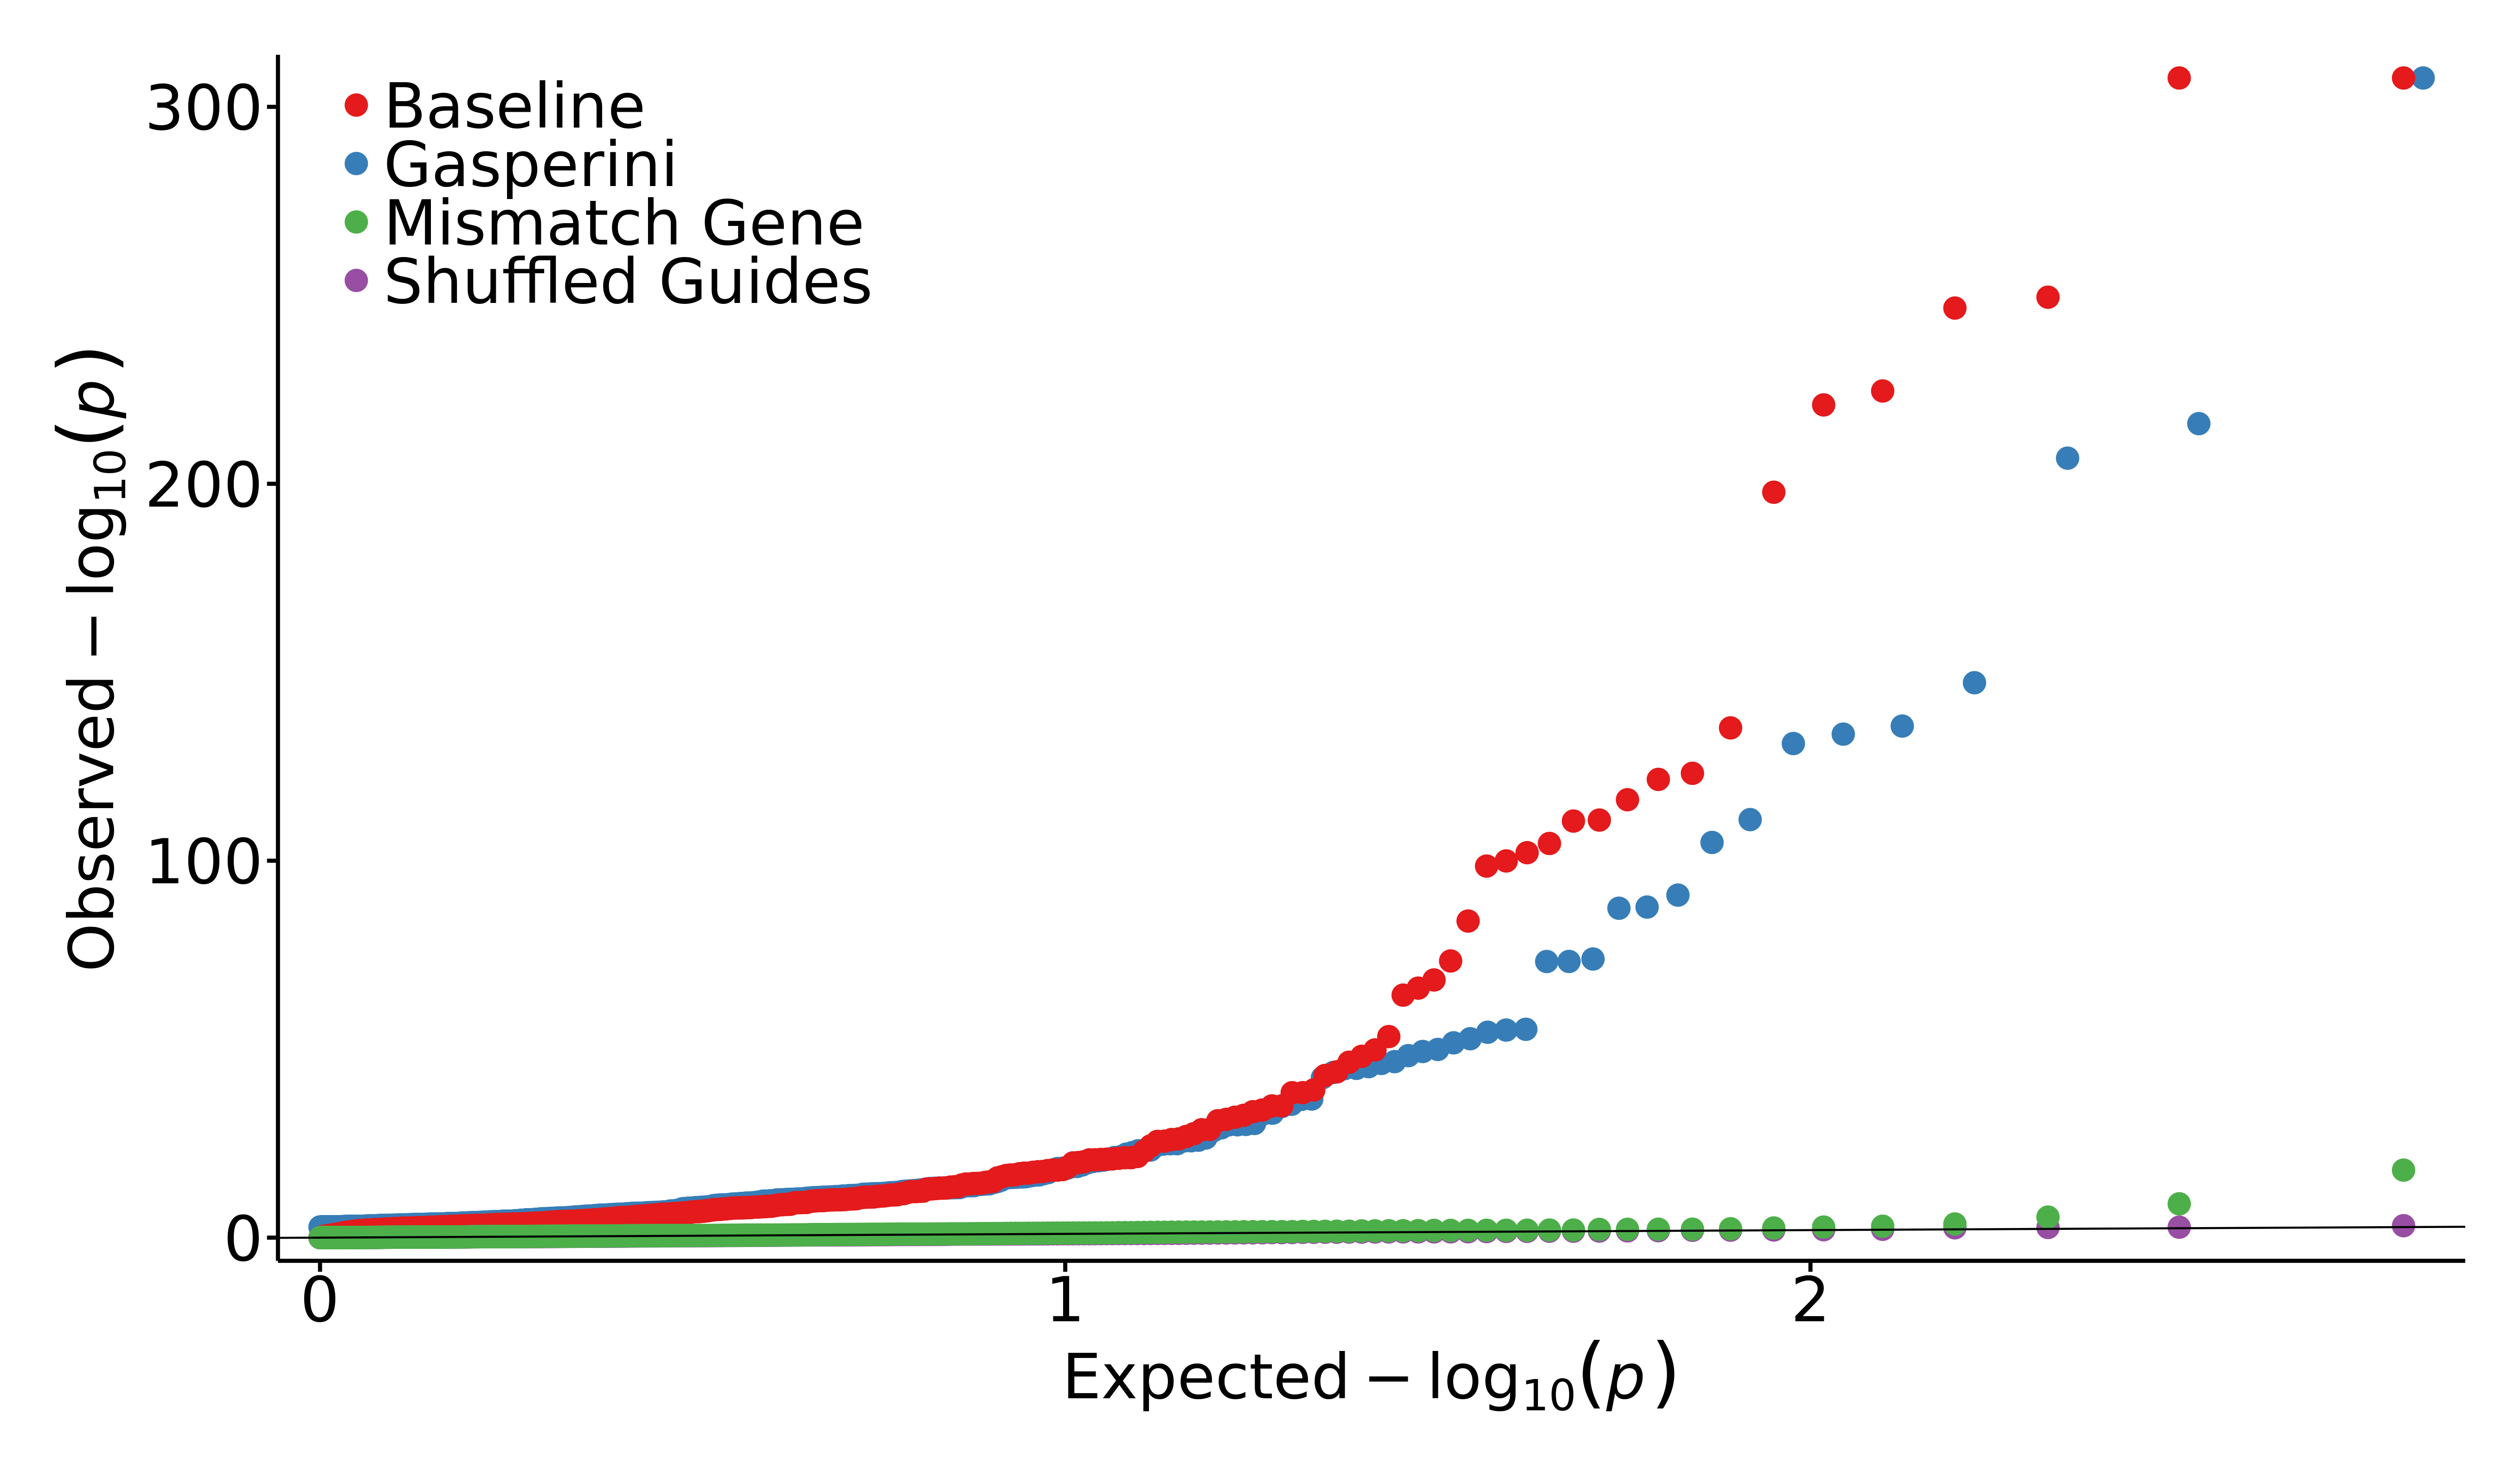 Baseline
Gasperini
Mismatch Gene
Shuffled Guides
300
200
100
0
Observed − log₁₀(p)
0 1 2
Expected − log₁₀(p)